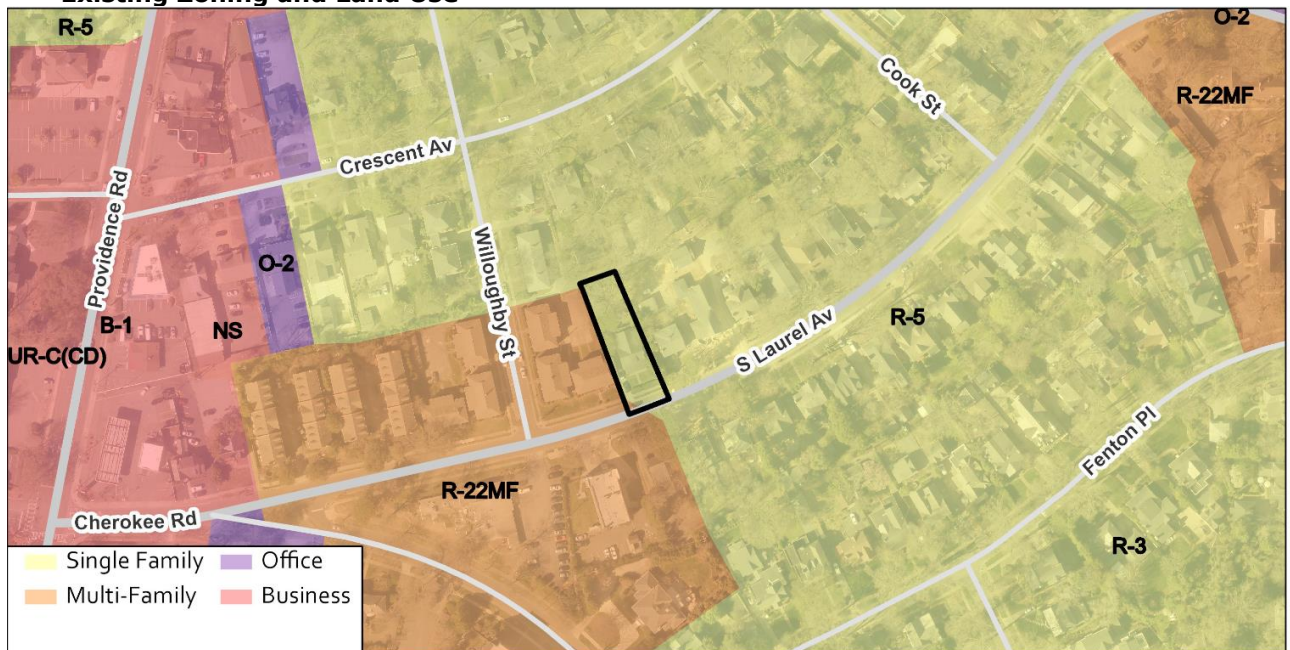 Existing Zoning and Land Use
R-5
O-2
Cook St
R-22MF
Crescent Av
Providence Rd
Willoughby St
O-2
B-1
NS
UR-C(CD)
S Laurel Av
R-5
Fenton Pl
R-22MF
Cherokee Rd
R-3
Single Family
Office
Multi-Family
Business